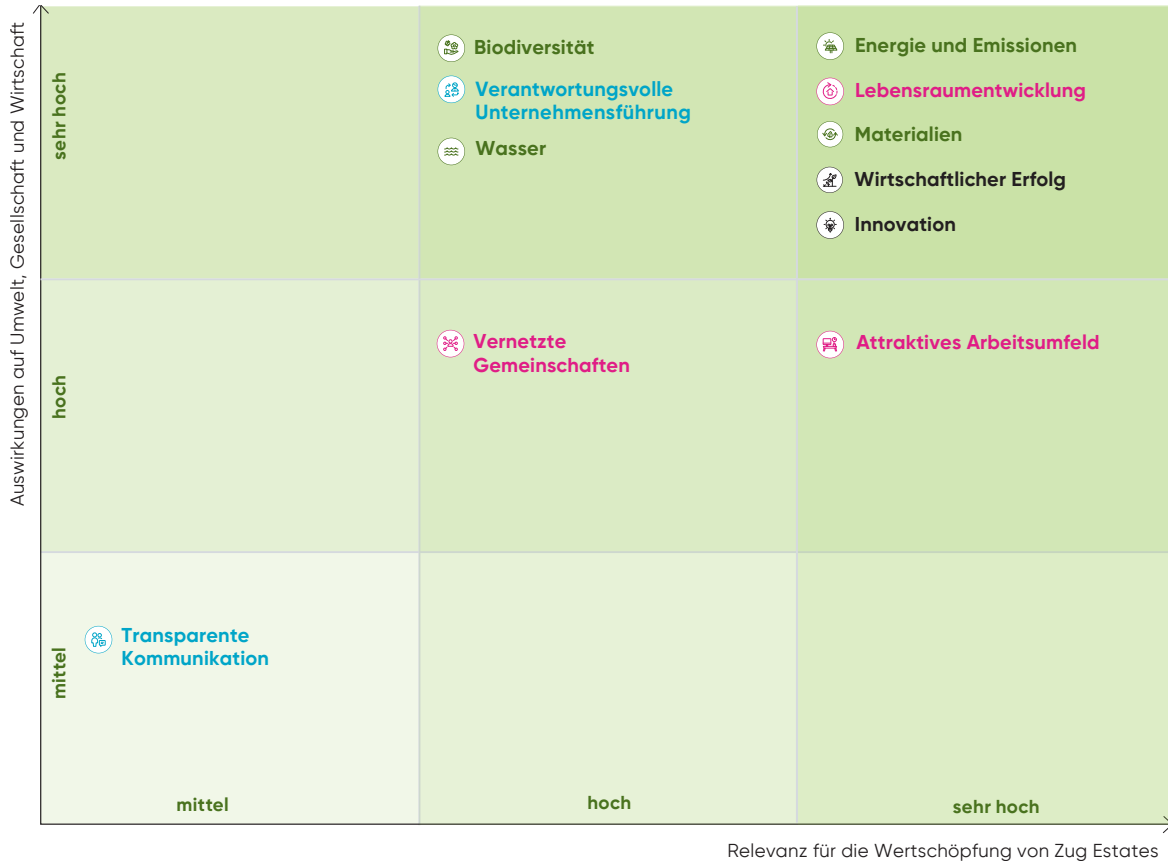 Auswirkungen auf Umwelt, Gesellschaft und Wirtschaft
sehr hoch
Biodiversität
Verantwortungsvolle
Unternehmensführung
Wasser
Energie und Emissionen
Lebensraumentwicklung
Materialien
Wirtschaftlicher Erfolg
Innovation
hoch
Vernetzte
Gemeinschaften
Attraktives Arbeitsumfeld
mittel
Transparente
Kommunikation
mittel
hoch
sehr hoch
Relevanz für die Wertschöpfung von Zug Estates